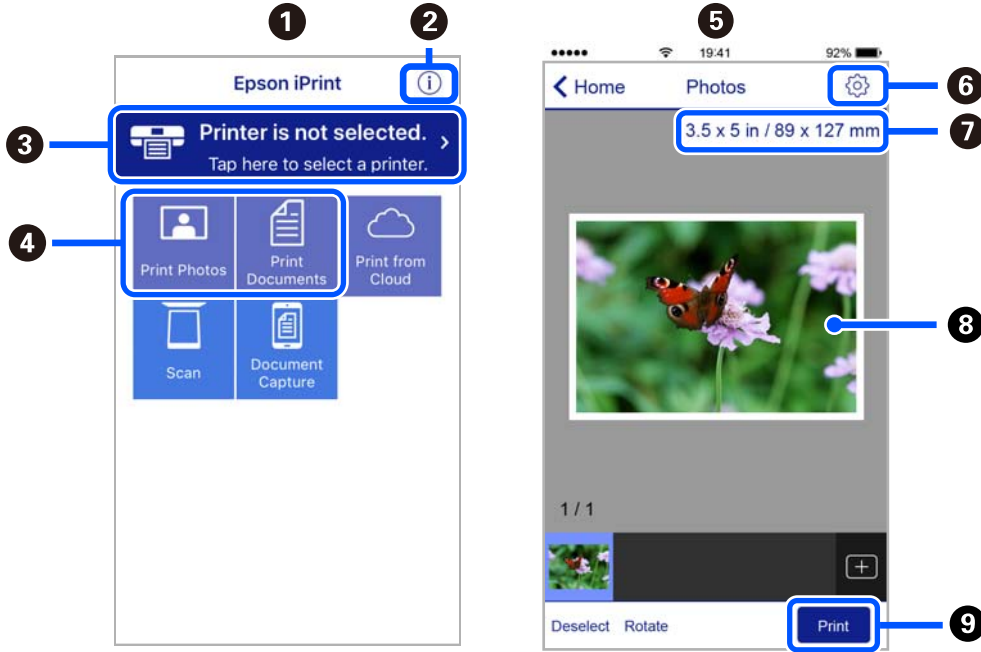 1
2
Epson iPrint
i
3
Printer is not selected.
Tap here to select a printer.
4
Print Photos
Print
Documents
Print from
Cloud
Scan
Document
Capture
5
19:41
92%
Home
Photos
6
3.5 x 5 in / 89 x 127 mm
7
8
1 / 1
Deselect
Rotate
Print
9